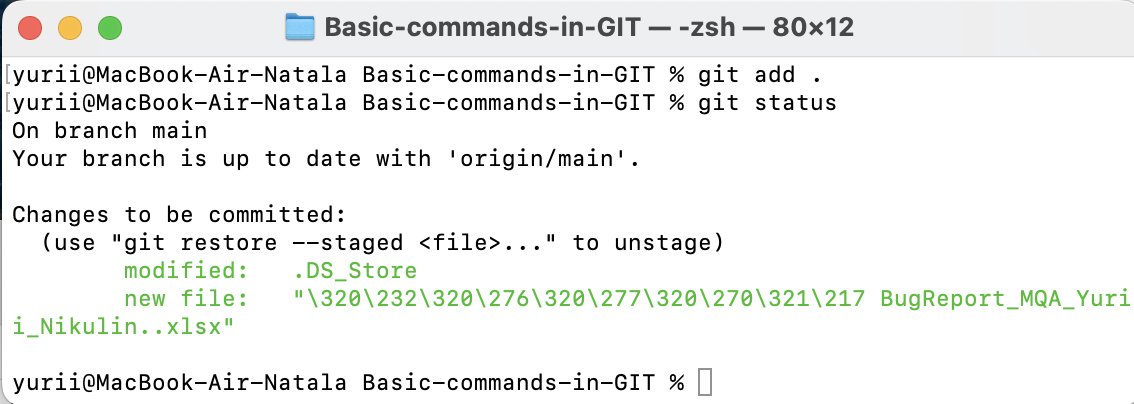 Basic-commands-in-GIT — -zsh — 80×12
[yurii@MacBook-Air-Natala Basic-commands-in-GIT % git add .
[yurii@MacBook-Air-Natala Basic-commands-in-GIT % git status
On branch main
Your branch is up to date with 'origin/main'.
Changes to be committed:
(use "git restore --staged <file>..." to unstage)
modified: .DS_Store
new file: "\320\232\320\276\320\277\320\270\321\217 BugReport_MQA_Yuri
i_Nikulin..xlsx"
yurii@MacBook-Air-Natala Basic-commands-in-GIT %